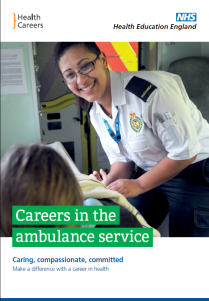 Health
Careers
NHS
Health Education England
Careers in the
ambulance service
Caring, compassionate, committed
Make a difference with a career in health